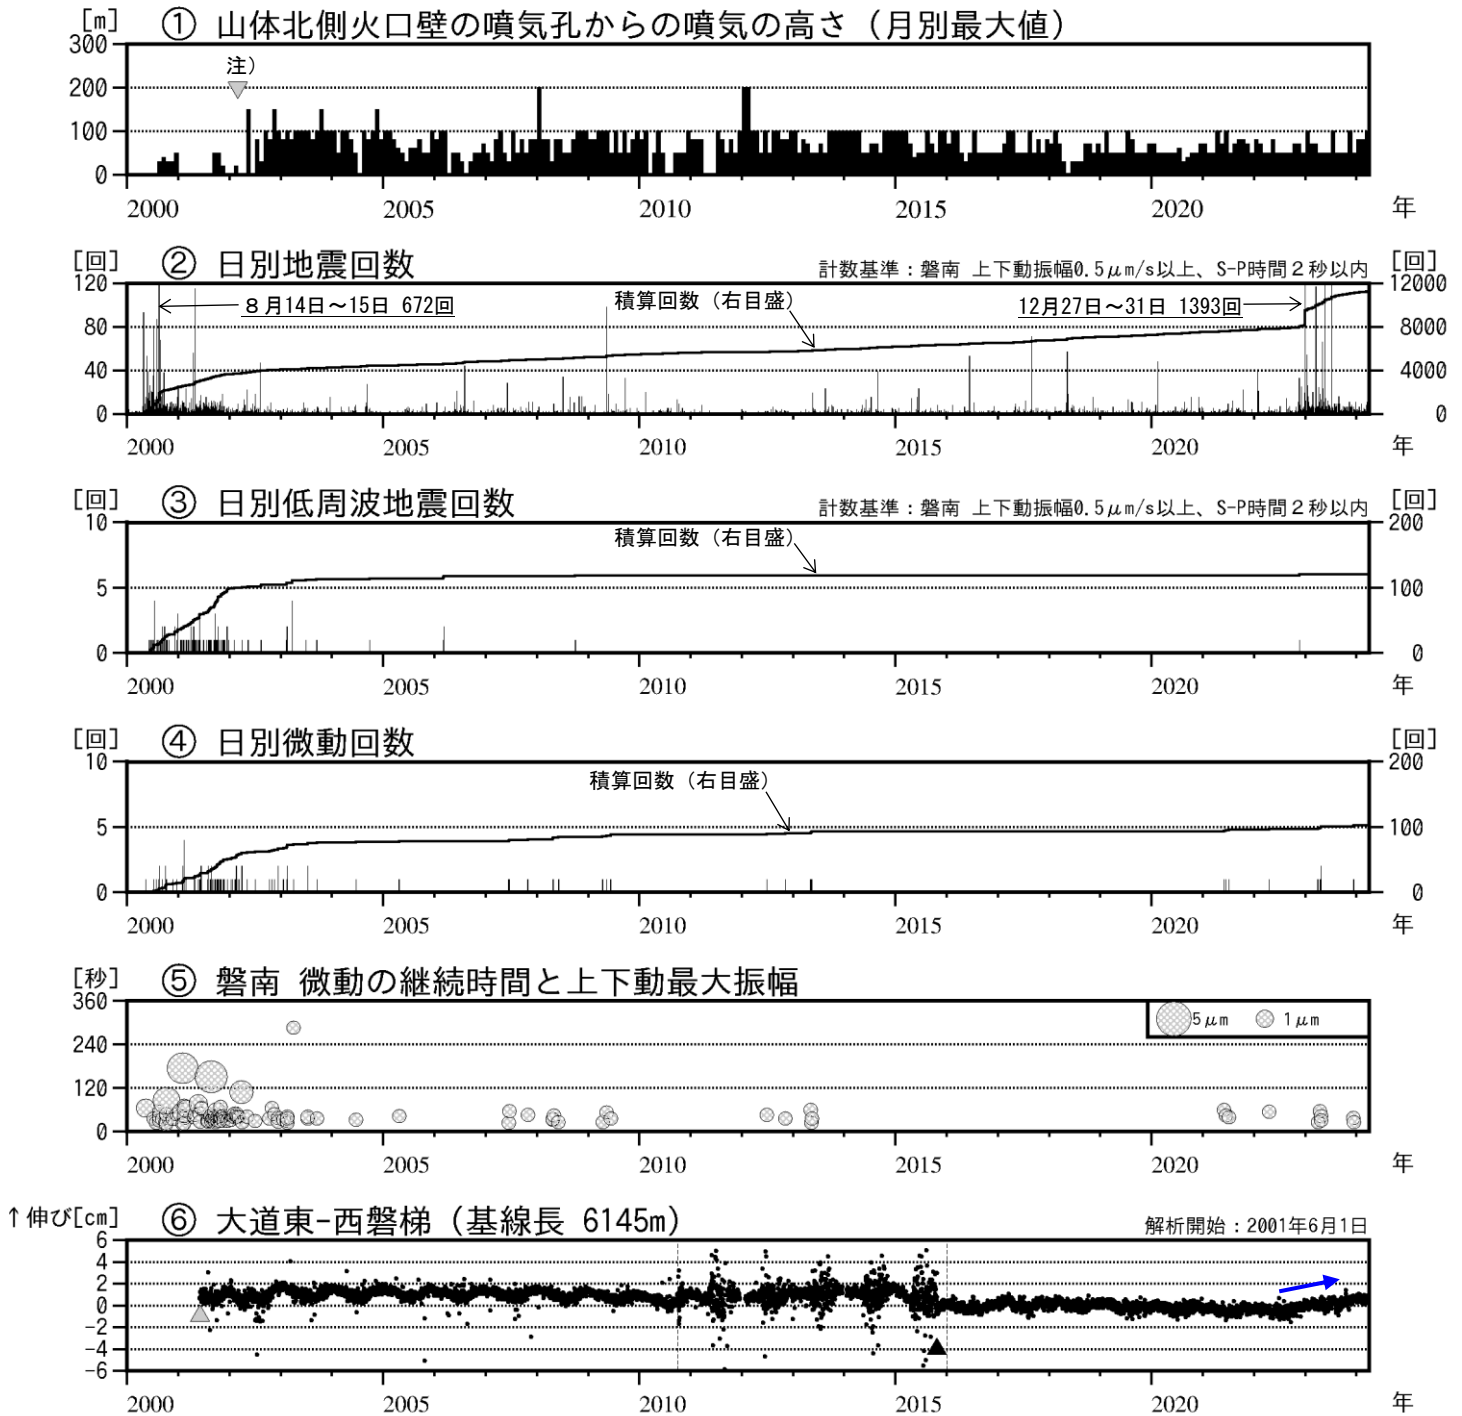 [m] ① 山体北側火口壁の噴気孔からの噴気の高さ（月別最大値）
300
注）
200
100
0
2000 2005 2010 2015 2020 年
[回] ② 日別地震回数 計数基準：磐南 上下動振幅0.5μm/s以上、S-P時間２秒以内 [回]
120 12000
８月14日～15日 672回 積算回数（右目盛） 12月27日～31日 1393回
80 8000
40 4000
0 0
2000 2005 2010 2015 2020 年
[回] ③ 日別低周波地震回数 計数基準：磐南 上下動振幅0.5μm/s以上、S-P時間２秒以内 [回]
10 200
積算回数（右目盛）
5 100
0 0
2000 2005 2010 2015 2020 年
[回] ④ 日別微動回数 [回]
10 200
積算回数（右目盛）
5 100
0 0
2000 2005 2010 2015 2020 年
[秒] ⑤ 磐南 微動の継続時間と上下動最大振幅
360
5μm 1μm
240
120
0
2000 2005 2010 2015 2020 年
↑伸び[cm] ⑥ 大道東-西磐梯（基線長 6145m） 解析開始：2001年6月1日
6
4
2
0
-2
-4
-6
2000 2005 2010 2015 2020 年